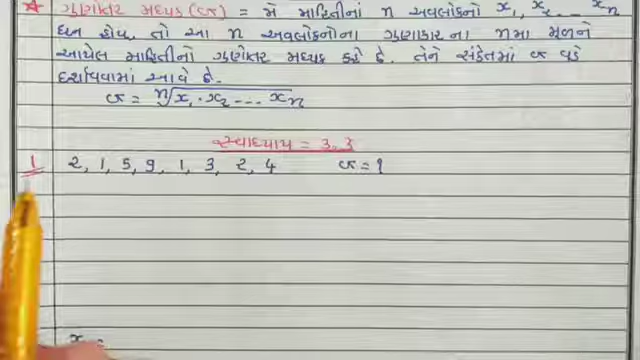 ☆ ગુણોત્તર મધ્યક (ஏ) = જો માહિતીનાં n અવલોકનો x₁, x₂ --- xₙ
ધન હોય, તો આ n અવલોકનોના ગુણાકાર ના nમા મૂળને
આપેલ માહિતીનો ગુણોત્તર મધ્યક કહે છે. તેને સંકેતમાં G વડે
દર્શાવવામાં આવે છે.
G = ⁿ√x₁ · x₂ --- xₙ
સ્વાધ્યાય = 3.3
1 2, 1, 5, 9, 1, 3, 2, 4 G = ?
x =